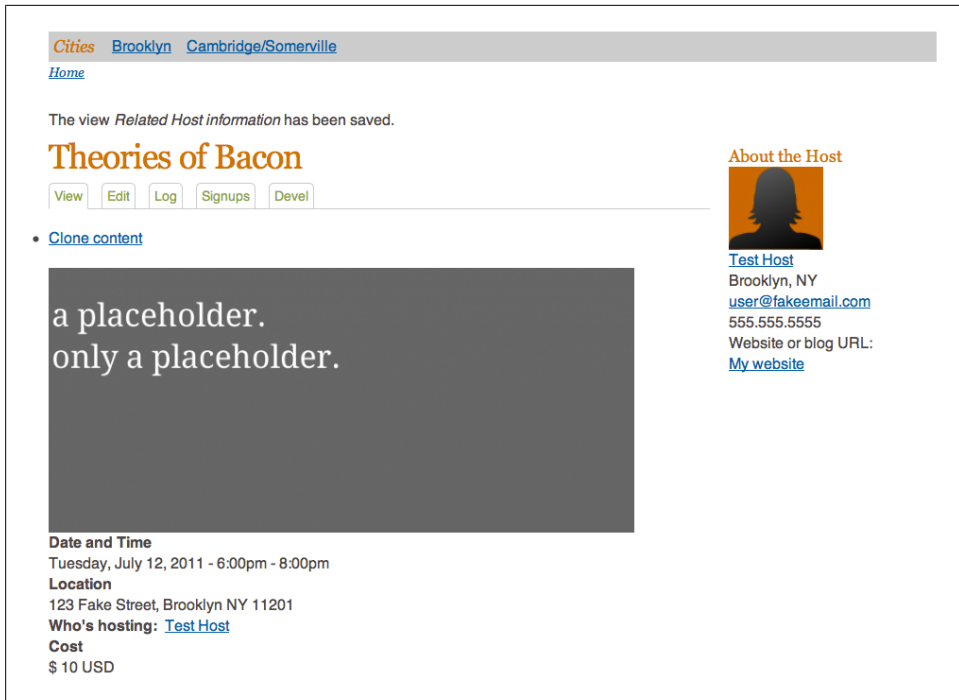 Cities Brooklyn Cambridge/Somerville
Home
The view Related Host information has been saved.
Theories of Bacon
View Edit Log Signups Devel
Clone content
a placeholder.
only a placeholder.
Date and Time
Tuesday, July 12, 2011 - 6:00pm - 8:00pm
Location
123 Fake Street, Brooklyn NY 11201
Who's hosting: Test Host
Cost
$ 10 USD
About the Host
Test Host
Brooklyn, NY
user@fakeemail.com
555.555.5555
Website or blog URL:
My website